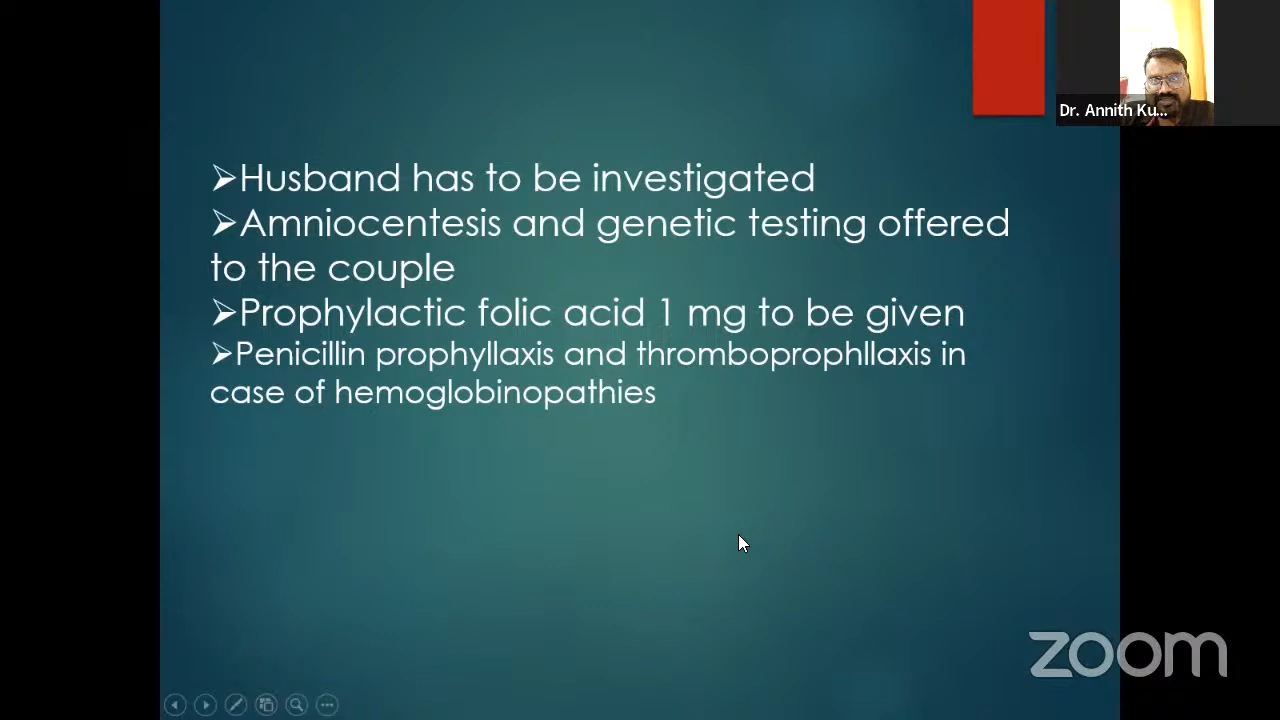 Dr. Annith Ku...
➢Husband has to be investigated
➢Amniocentesis and genetic testing offered
to the couple
➢Prophylactic folic acid 1 mg to be given
➢Penicillin prophyllaxis and thromboprophllaxis in
case of hemoglobinopathies
zoom